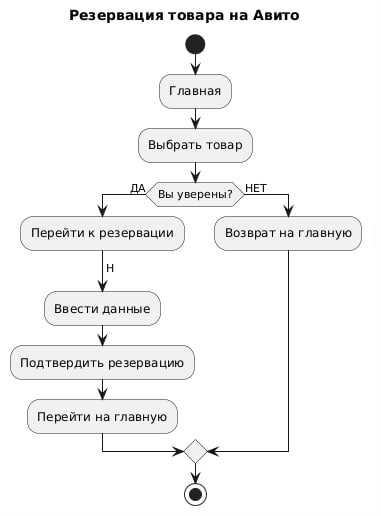 Резервация товара на Авито
Главная
Выбрать товар
ДА
Вы уверены?
НЕТ
Перейти к резервации
Возврат на главную
Н
Ввести данные
Подтвердить резервацию
Перейти на главную